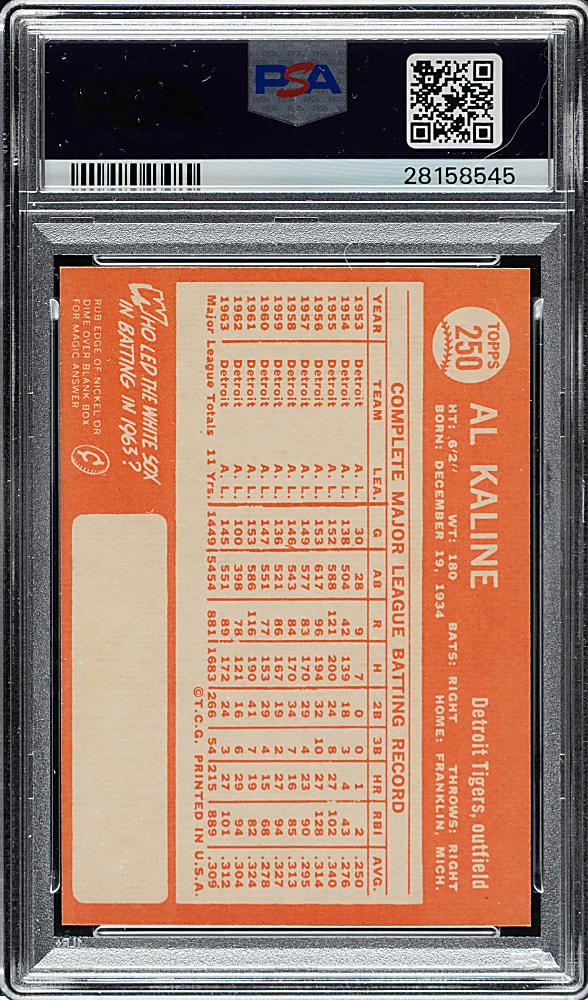 PSA
PSA
28158545
TOPPS
250
AL KALINE
Detroit Tigers, outfield
HT: 6'2" WT: 180 BATS: RIGHT THROWS: RIGHT
BORN: DECEMBER 19, 1934 HOME: FRANKLIN, MICH.
COMPLETE MAJOR LEAGUE BATTING RECORD
YEAR TEAM LEA. G AB R H 2B 3B HR RBI AVG.
1953 Detroit A. L. 30 28 9 7 0 0 1 2 .250
1954 Detroit A. L. 138 504 42 139 18 3 4 43 .276
1955 Detroit A. L. 152 588 121 200 24 8 27 102 .340
1956 Detroit A. L. 153 617 96 194 32 10 27 128 .314
1957 Detroit A. L. 149 577 83 170 29 4 23 90 .295
1958 Detroit A. L. 146 543 84 170 34 7 16 85 .313
1959 Detroit A. L. 136 511 86 167 19 2 27 94 .327
1960 Detroit A. L. 147 551 77 153 29 4 15 68 .278
1961 Detroit A. L. 153 586 116 190 41 7 19 82 .324
1962 Detroit A. L. 100 398 78 121 16 6 29 94 .304
1963 Detroit A. L. 145 551 89 172 24 3 27 101 .312
Major League Totals 11 Yrs. 1449 5454 881 1683 266 54 215 889 .309
©T.C.G. PRINTED IN U.S.A.
WHO LED THE WHITE SOX
IN BATTING IN 1963?
RUB EDGE OF NICKEL OR
DIME OVER BLANK BOX
FOR MAGIC ANSWER